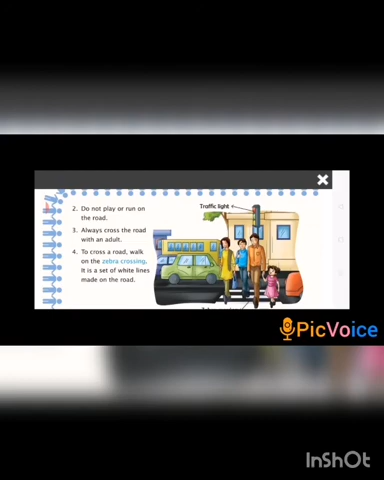 Traffic light
2. Do not play or run on
the road.
3. Always cross the road
with an adult.
4. To cross a road, walk
on the zebra crossing.
It is a set of white lines
made on the road.
PicVoice
InShOt